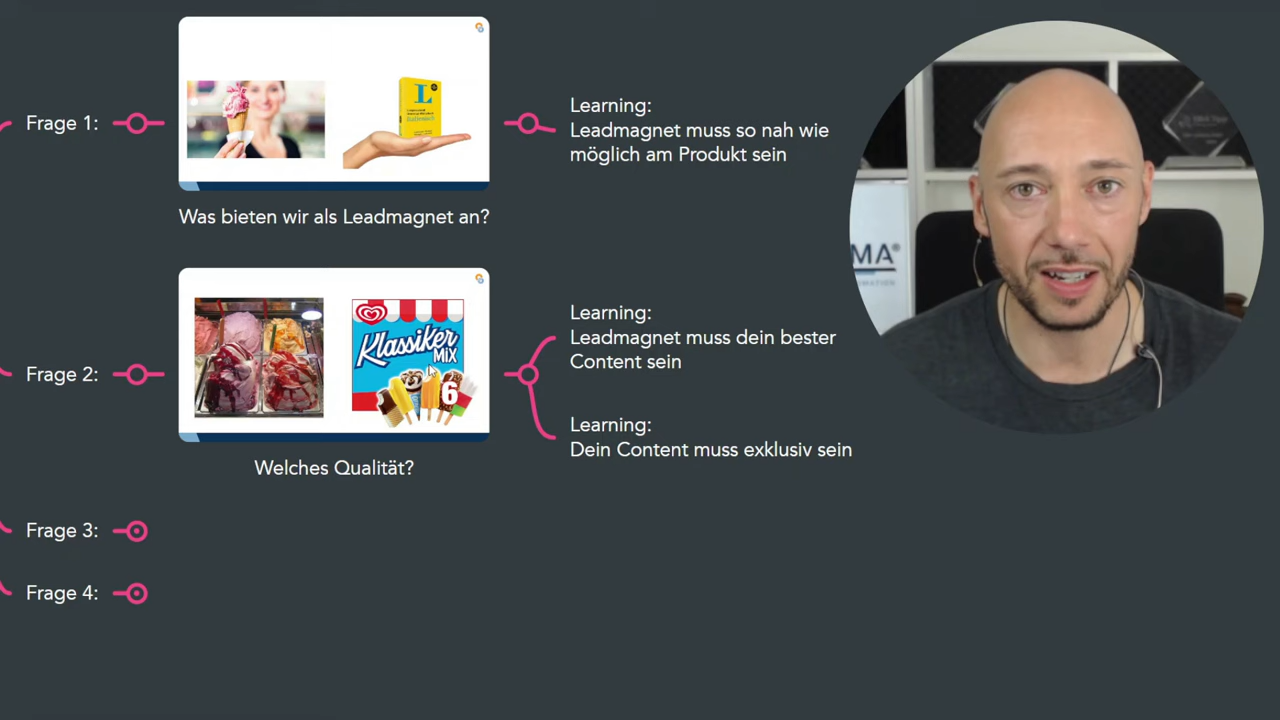 Frage 1:
L
Italienisch
Was bieten wir als Leadmagnet an?
Learning:
Leadmagnet muss so nah wie
möglich am Produkt sein
MA®
Frage 2:
Klassiker
MIX
6
Welches Qualität?
Learning:
Leadmagnet muss dein bester
Content sein
Learning:
Dein Content muss exklusiv sein
Frage 3:
Frage 4: